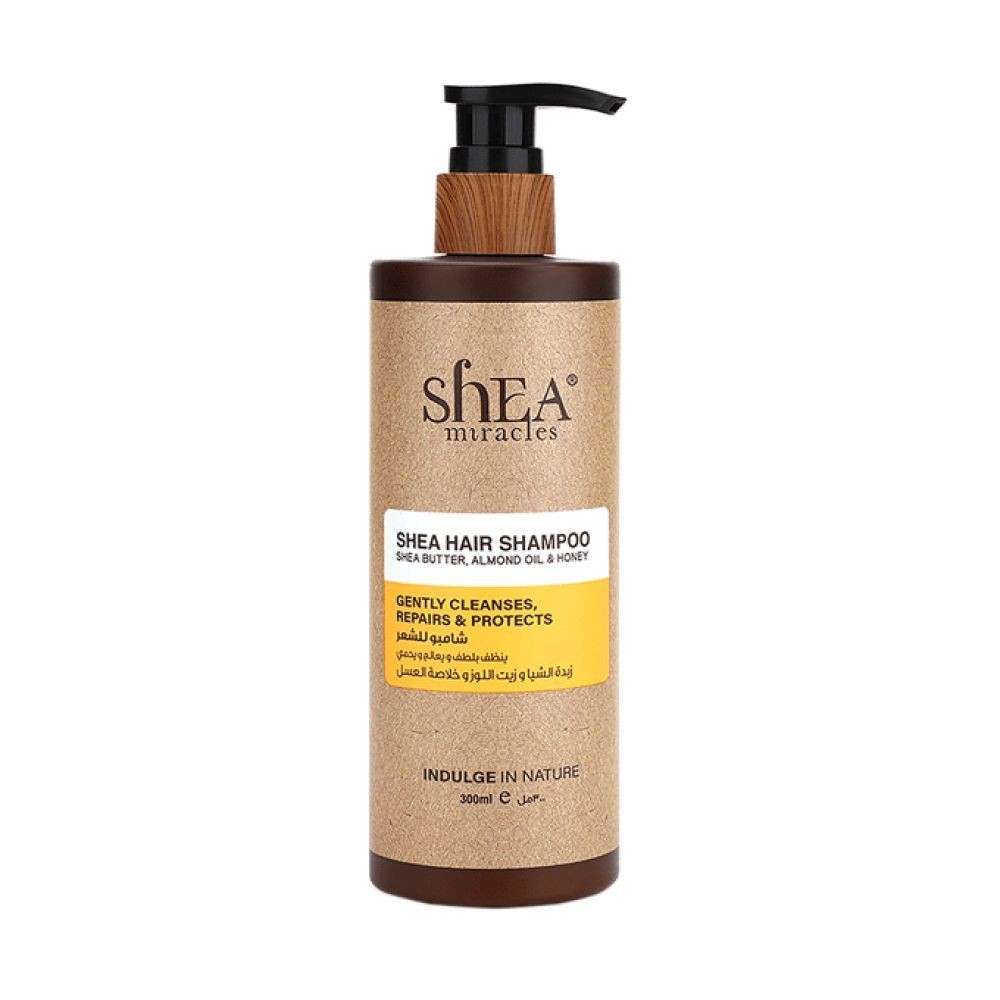 ShEA®
miracles
SHEA HAIR SHAMPOO
SHEA BUTTER, ALMOND OIL & HONEY
GENTLY CLEANSES,
REPAIRS & PROTECTS
شامبو للشعر
ينظف بلطف و يعالج و يحمي
زبدة الشيا و زيت اللوز و خلاصة العسل
INDULGE IN NATURE
300ml e ٣٠٠مل